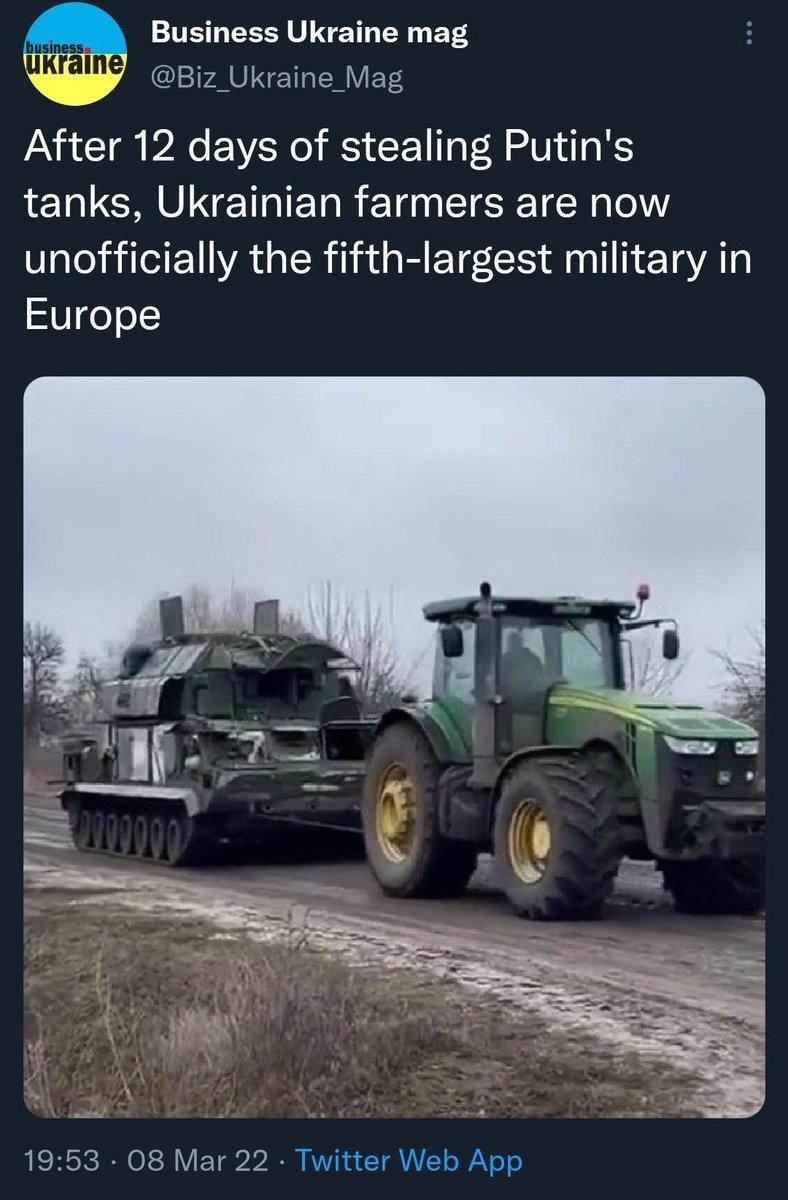 business
ukraine
Business Ukraine mag
@Biz_Ukraine_Mag
After 12 days of stealing Putin's
tanks, Ukrainian farmers are now
unofficially the fifth-largest military in
Europe
19:53 · 08 Mar 22 · Twitter Web App